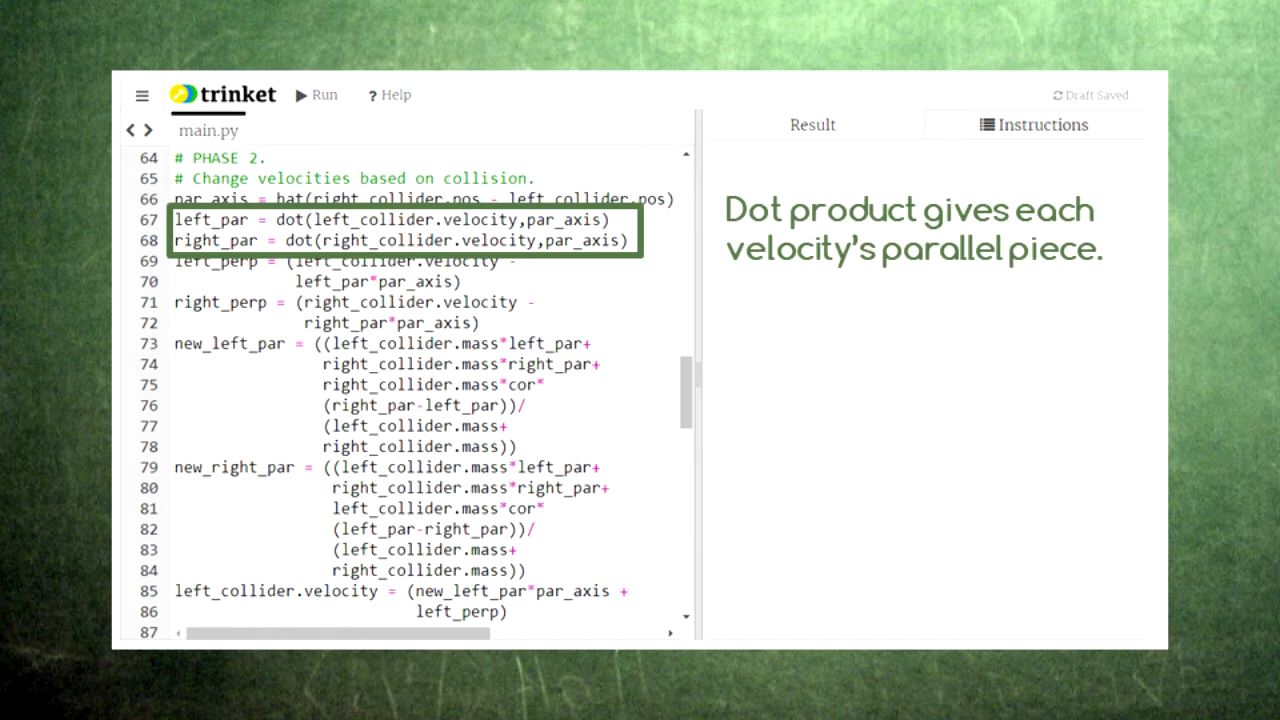 trinket Run ? Help Draft Saved
main.py
Result Instructions
64 # PHASE 2.
65 # Change velocities based on collision.
66 par_axis = hat(right_collider.pos - left_collider.pos)
67 left_par = dot(left_collider.velocity,par_axis)
68 right_par = dot(right_collider.velocity,par_axis)
69 left_perp = (left_collider.velocity -
70 left_par*par_axis)
71 right_perp = (right_collider.velocity -
72 right_par*par_axis)
73 new_left_par = ((left_collider.mass*left_par+
74 right_collider.mass*right_par+
75 right_collider.mass*cor*
76 (right_par-left_par))/
77 (left_collider.mass+
78 right_collider.mass))
79 new_right_par = ((left_collider.mass*left_par+
80 right_collider.mass*right_par+
81 left_collider.mass*cor*
82 (left_par-right_par))/
83 (left_collider.mass+
84 right_collider.mass))
85 left_collider.velocity = (new_left_par*par_axis +
86 left_perp)
87
Dot product gives each
velocity's parallel piece.